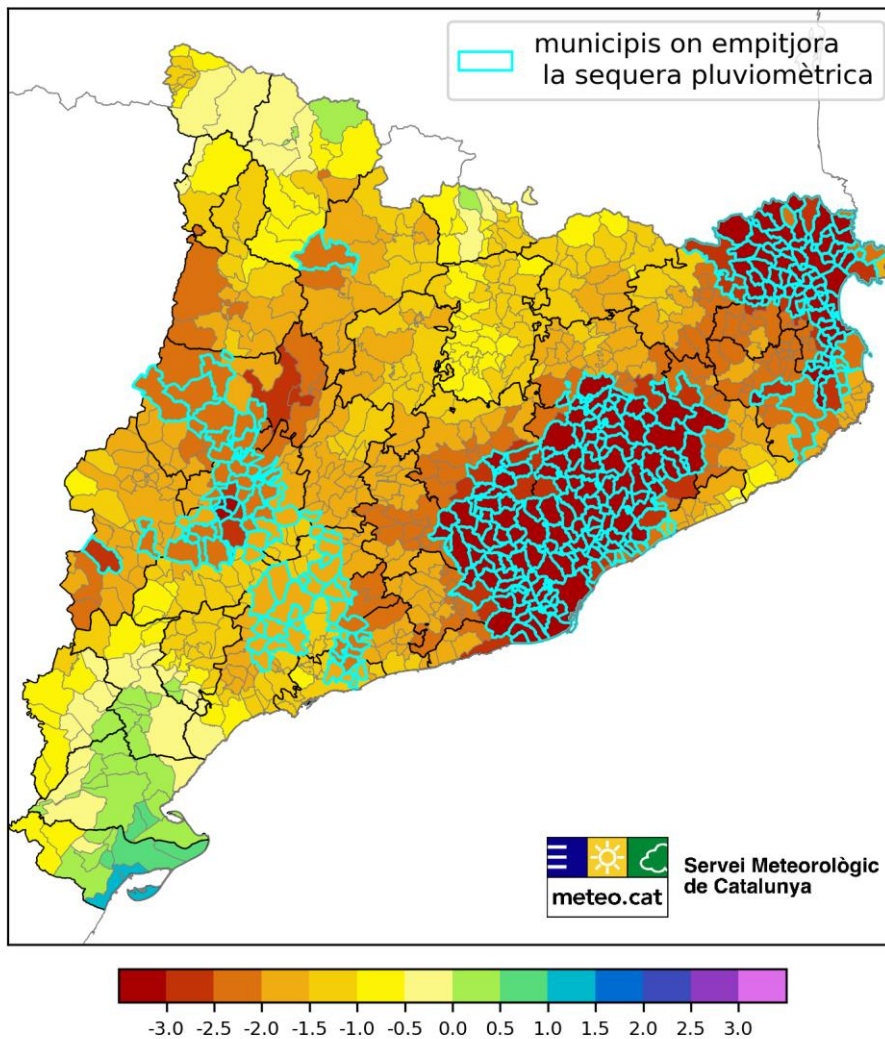 municipis on empitjora
la sequera pluviomètrica
meteo.cat
Servei Meteorològic
de Catalunya
-3.0 -2.5 -2.0 -1.5 -1.0 -0.5 0.0 0.5 1.0 1.5 2.0 2.5 3.0